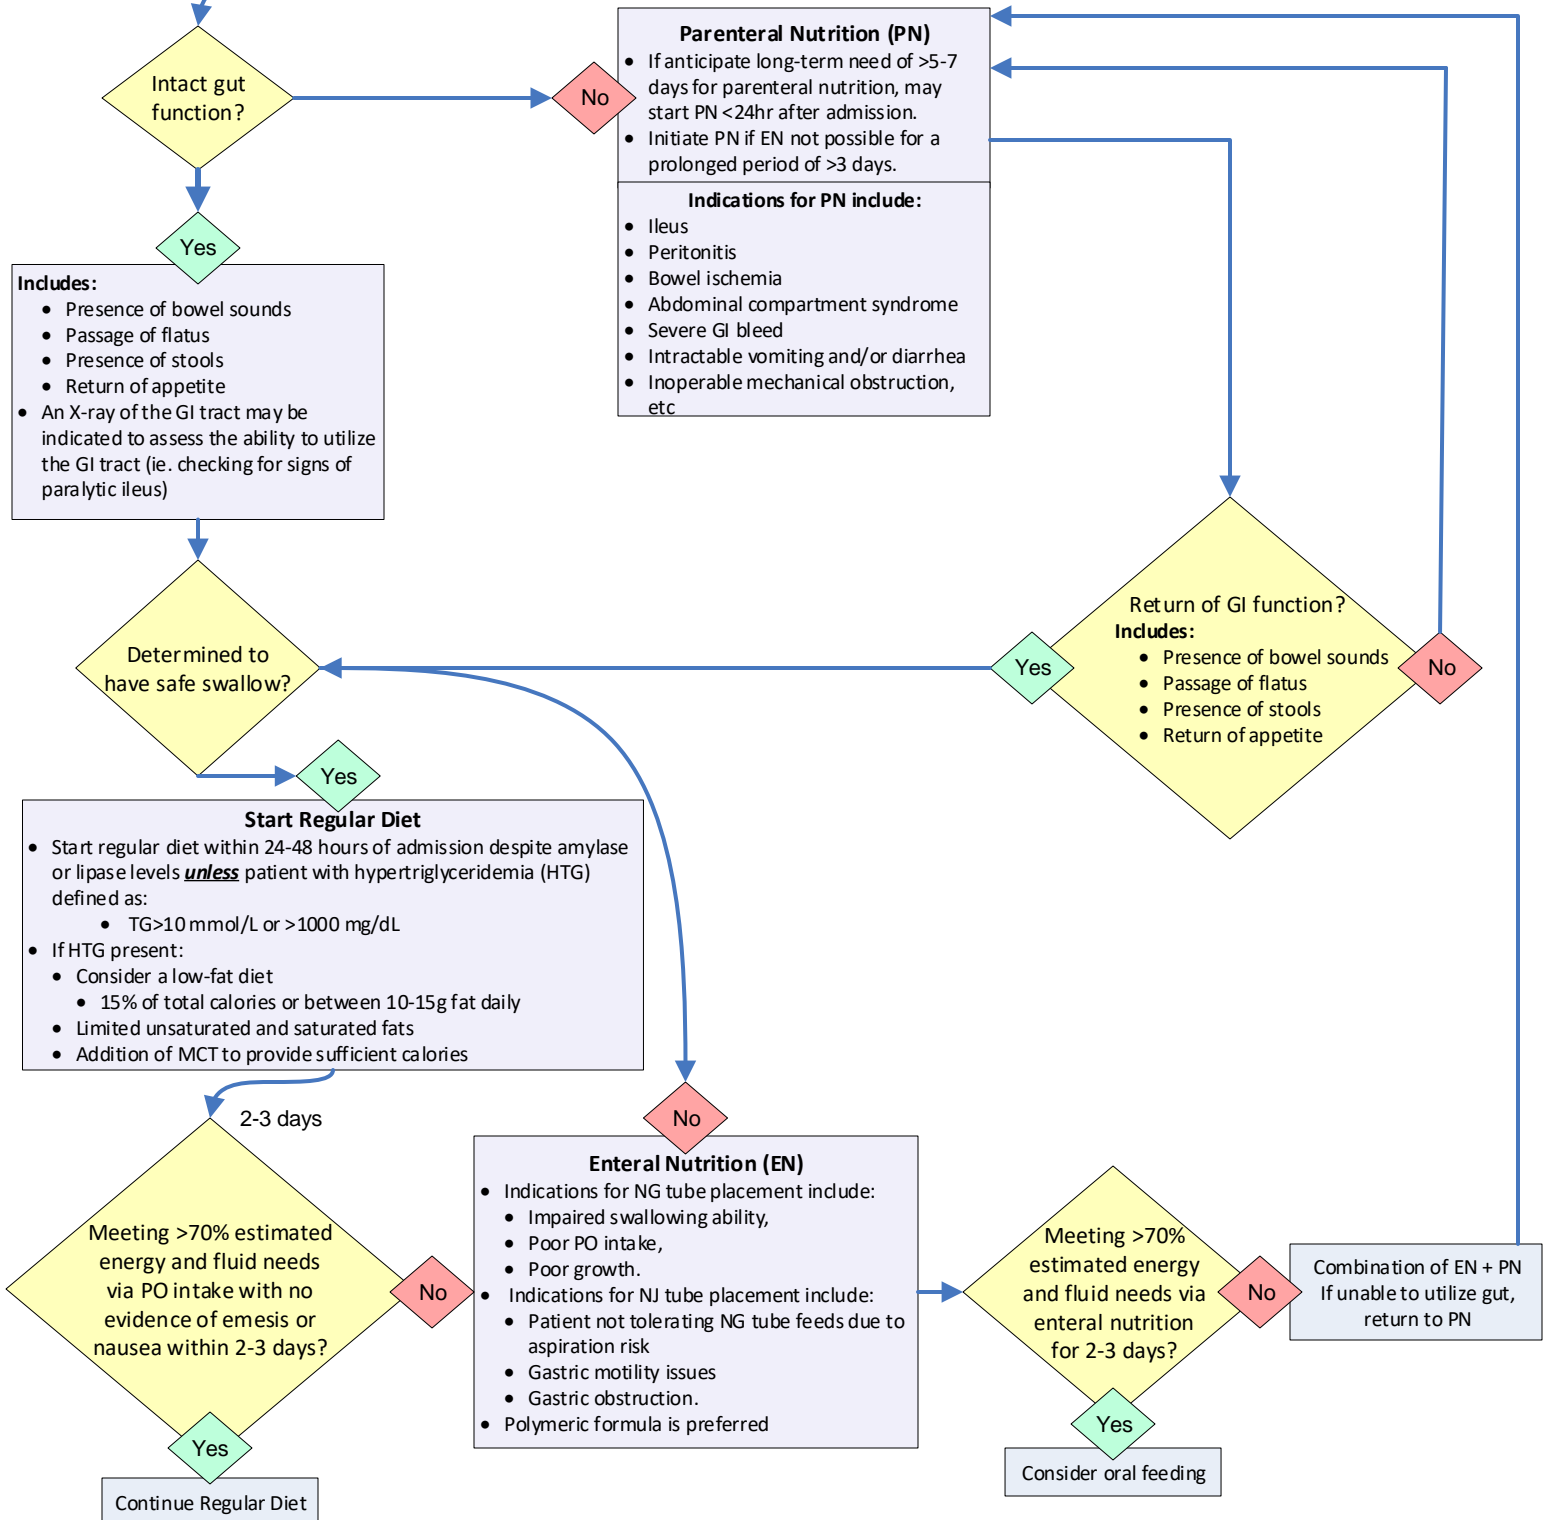 Intact gut
function?
No
Parenteral Nutrition (PN)
• If anticipate long-term need of >5-7
days for parenteral nutrition, may
start PN <24hr after admission.
• Initiate PN if EN not possible for a
prolonged period of >3 days.
Indications for PN include:
• Ileus
• Peritonitis
• Bowel ischemia
• Abdominal compartment syndrome
• Severe GI bleed
• Intractable vomiting and/or diarrhea
• Inoperable mechanical obstruction,
etc
Yes
Includes:
• Presence of bowel sounds
• Passage of flatus
• Presence of stools
• Return of appetite
• An X-ray of the GI tract may be
indicated to assess the ability to utilize
the GI tract (ie. checking for signs of
paralytic ileus)
Determined to
have safe swallow?
Yes
Return of GI function?
Includes:
• Presence of bowel sounds
• Passage of flatus
• Presence of stools
• Return of appetite
No
Yes
Start Regular Diet
• Start regular diet within 24-48 hours of admission despite amylase
or lipase levels unless patient with hypertriglyceridemia (HTG)
defined as:
• TG>10 mmol/L or >1000 mg/dL
• If HTG present:
• Consider a low-fat diet
• 15% of total calories or between 10-15g fat daily
• Limited unsaturated and saturated fats
• Addition of MCT to provide sufficient calories
2-3 days
Meeting >70% estimated
energy and fluid needs
via PO intake with no
evidence of emesis or
nausea within 2-3 days?
No
Yes
Continue Regular Diet
No
Enteral Nutrition (EN)
• Indications for NG tube placement include:
• Impaired swallowing ability,
• Poor PO intake,
• Poor growth.
• Indications for NJ tube placement include:
• Patient not tolerating NG tube feeds due to
aspiration risk
• Gastric motility issues
• Gastric obstruction.
• Polymeric formula is preferred
Meeting >70%
estimated energy
and fluid needs via
enteral nutrition
for 2-3 days?
No
Combination of EN + PN
If unable to utilize gut,
return to PN
Yes
Consider oral feeding